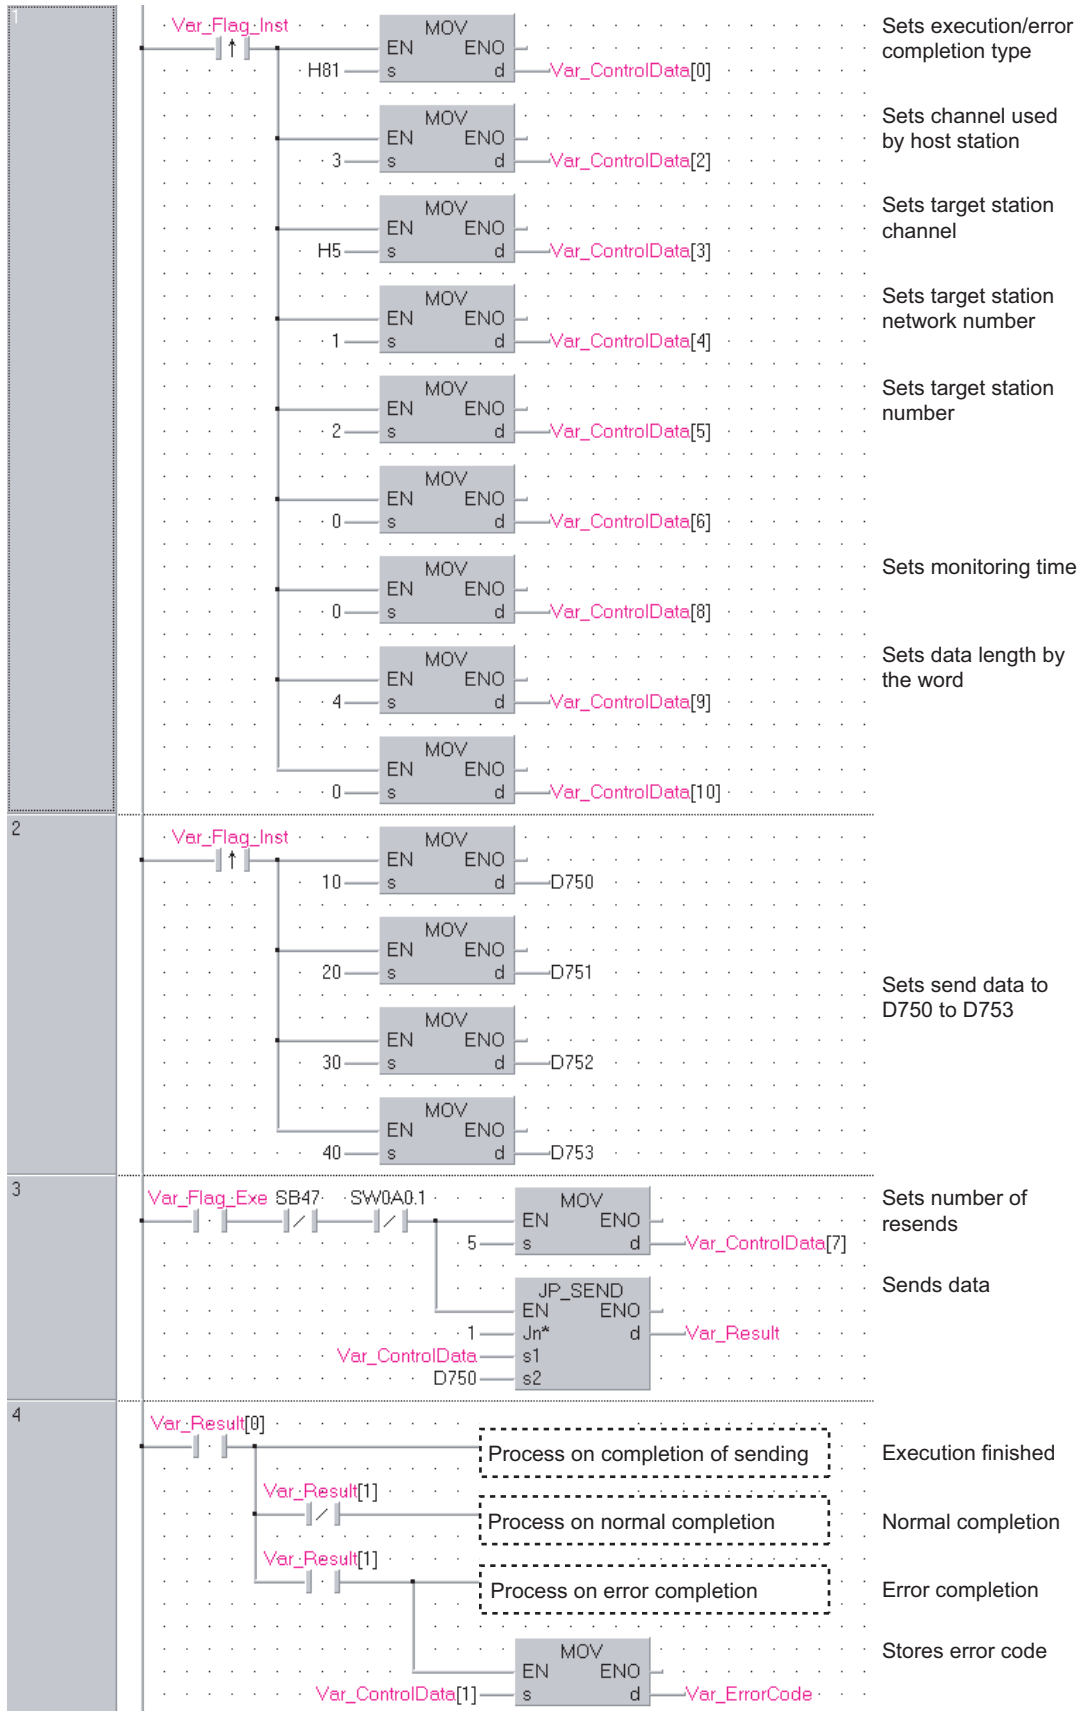 1
Var_Flag_Inst
MOV
EN ENO
H81 s d Var_ControlData[0]
Sets execution/error
completion type
MOV
EN ENO
3 s d Var_ControlData[2]
Sets channel used
by host station
MOV
EN ENO
H5 s d Var_ControlData[3]
Sets target station
channel
MOV
EN ENO
1 s d Var_ControlData[4]
Sets target station
network number
MOV
EN ENO
2 s d Var_ControlData[5]
Sets target station
number
MOV
EN ENO
0 s d Var_ControlData[6]
MOV
EN ENO
0 s d Var_ControlData[8]
Sets monitoring time
MOV
EN ENO
4 s d Var_ControlData[9]
Sets data length by
the word
MOV
EN ENO
0 s d Var_ControlData[10]
2
Var_Flag_Inst
MOV
EN ENO
10 s d D750
MOV
EN ENO
20 s d D751
Sets send data to
D750 to D753
MOV
EN ENO
30 s d D752
MOV
EN ENO
40 s d D753
3
Var_Flag_Exe SB47 SW0A0.1
MOV
EN ENO
5 s d Var_ControlData[7]
Sets number of
resends
JP_SEND
EN ENO
1 Jn* d Var_Result
Var_ControlData s1
D750 s2
Sends data
4
Var_Result[0]
Process on completion of sending
Execution finished
Var_Result[1]
Process on normal completion
Normal completion
Var_Result[1]
Process on error completion
Error completion
MOV
EN ENO
Var_ControlData[1] s d Var_ErrorCode
Stores error code